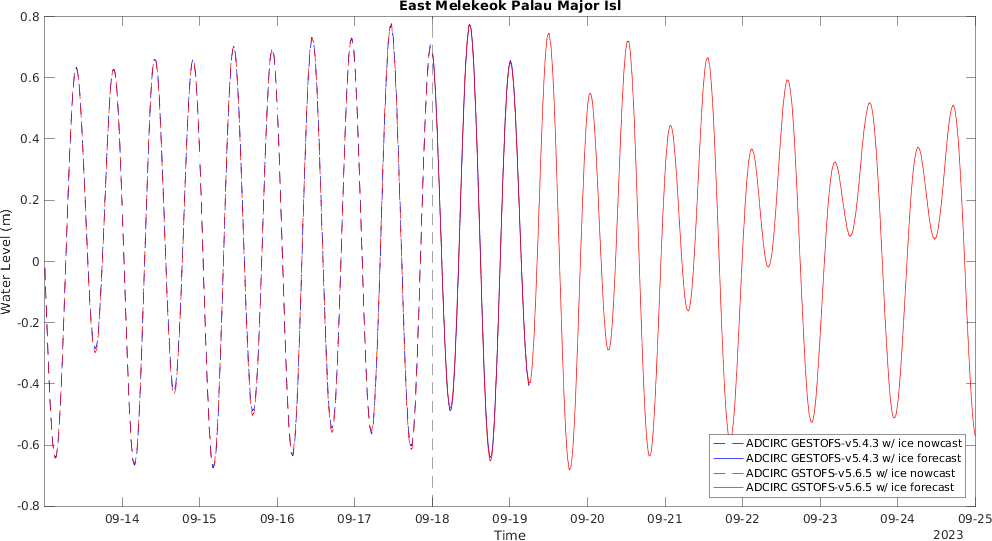 East Melekeok Palau Major Isl
Water Level (m)
0.8
0.6
0.4
0.2
0
-0.2
-0.4
-0.6
-0.8
ADCIRC GESTOFS-v5.4.3 w/ ice nowcast
ADCIRC GESTOFS-v5.4.3 w/ ice forecast
ADCIRC GSTOFS-v5.6.5 w/ ice nowcast
ADCIRC GSTOFS-v5.6.5 w/ ice forecast
09-14 09-15 09-16 09-17 09-18 09-19 09-20 09-21 09-22 09-23 09-24 09-25
Time
2023